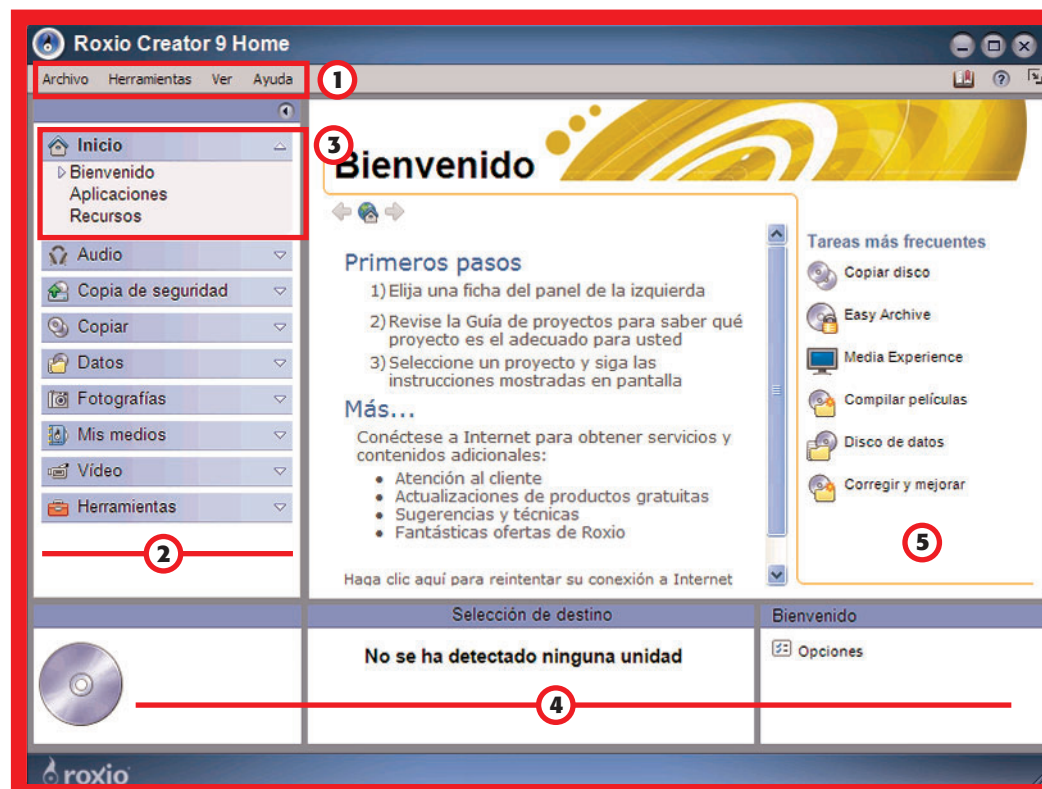 Roxio Creator 9 Home
Archivo Herramientas Ver Ayuda
1
Inicio
3
Bienvenido
Aplicaciones
Recursos
Audio
Copia de seguridad
Copiar
Datos
Fotografías
Mis medios
Vídeo
Herramientas
2
Bienvenido
Primeros pasos
1) Elija una ficha del panel de la izquierda
2) Revise la Guía de proyectos para saber qué
proyecto es el adecuado para usted
3) Seleccione un proyecto y siga las
instrucciones mostradas en pantalla
Más...
Conéctese a Internet para obtener servicios y
contenidos adicionales:
• Atención al cliente
• Actualizaciones de productos gratuitas
• Sugerencias y técnicas
• Fantásticas ofertas de Roxio
Haga clic aquí para reintentar su conexión a Internet
Tareas más frecuentes
Copiar disco
Easy Archive
Media Experience
Compilar películas
Disco de datos
Corregir y mejorar
5
Selección de destino
No se ha detectado ninguna unidad
Bienvenido
Opciones
4
roxio